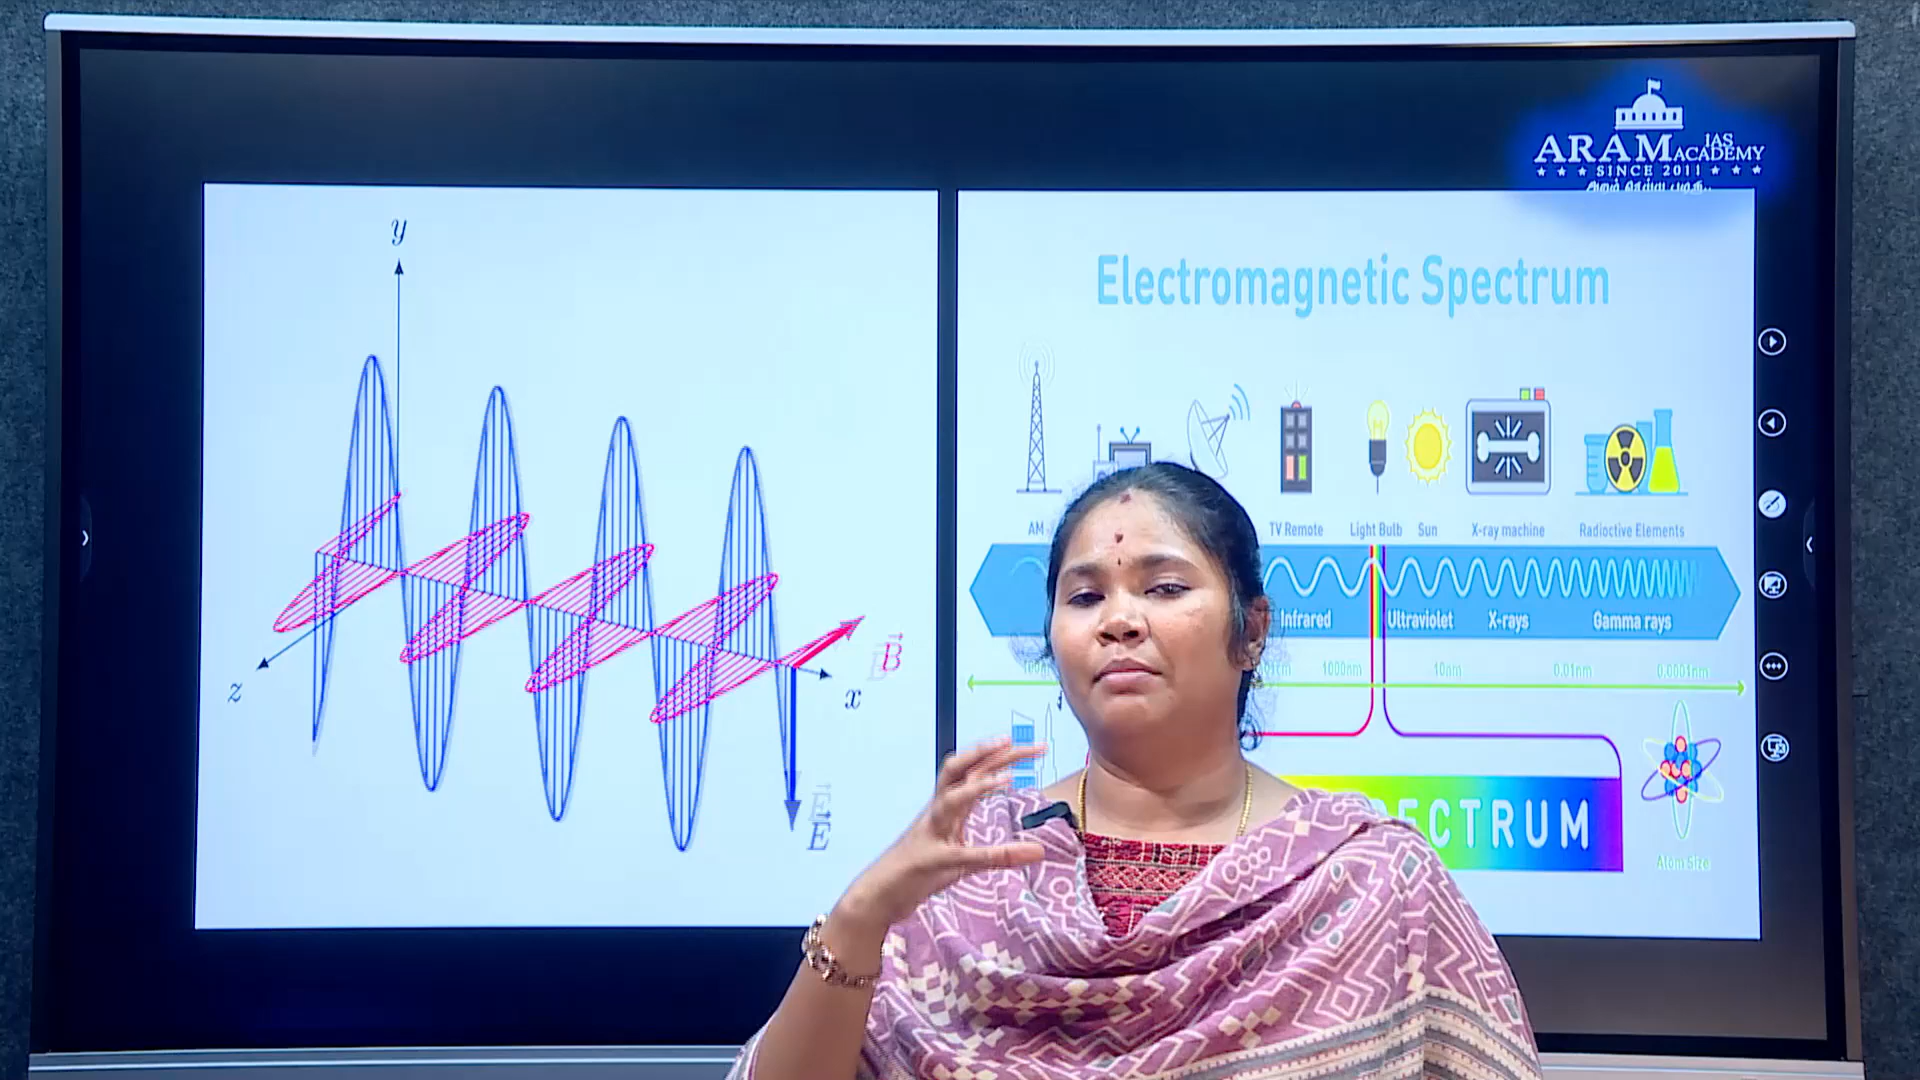 ARAM IAS ACADEMY
★ ★ ★ SINCE 2011 ★ ★ ★
y
z
x
B
E
Electromagnetic Spectrum
AM
TV Remote
Light Bulb
Sun
X-ray machine
Radioctive Elements
Infrared
Ultraviolet
X-rays
Gamma rays
1000nm
10nm
0.01nm
0.0001nm
ECTRUM
Atom Size